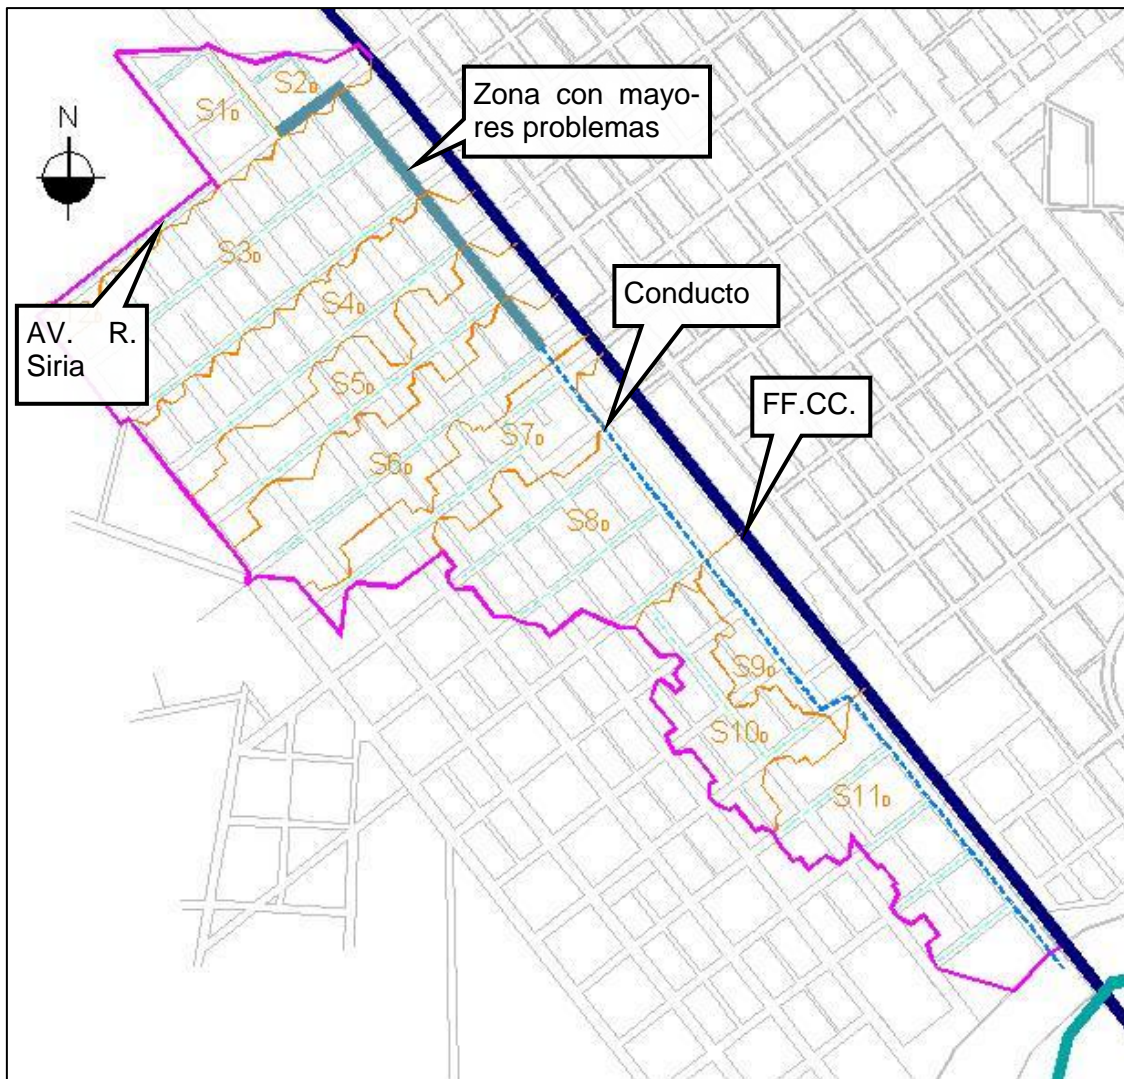 Zona con mayo-
res problemas
N
S1D
S2D
S3D
Conducto
AV. R.
Siria
S4D
S5D
FF.CC.
S7D
S6D
S8D
S9D
S10D
S11D